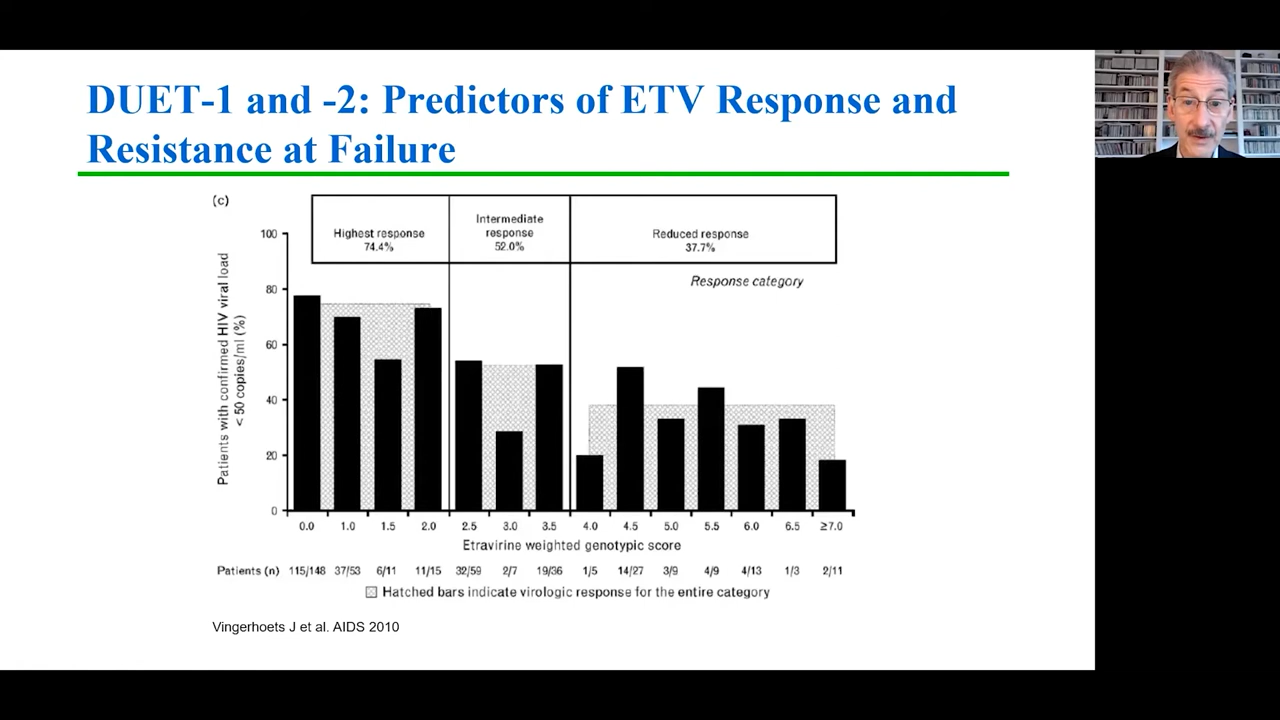 DUET-1 and -2: Predictors of ETV Response and
Resistance at Failure
(c)
Highest response
74.4%
Intermediate
response
52.0%
Reduced response
37.7%
Response category
Patients with confirmed HIV viral load
< 50 copies/ml (%)
100
80
60
40
20
0
0.0 1.0 1.5 2.0 2.5 3.0 3.5 4.0 4.5 5.0 5.5 6.0 6.5 ≥7.0
Etravirine weighted genotypic score
Patients (n) 115/148 37/53 6/11 11/15 32/59 2/7 19/36 1/5 14/27 3/9 4/9 4/13 1/3 2/11
Hatched bars indicate virologic response for the entire category
Vingerhoets J et al. AIDS 2010